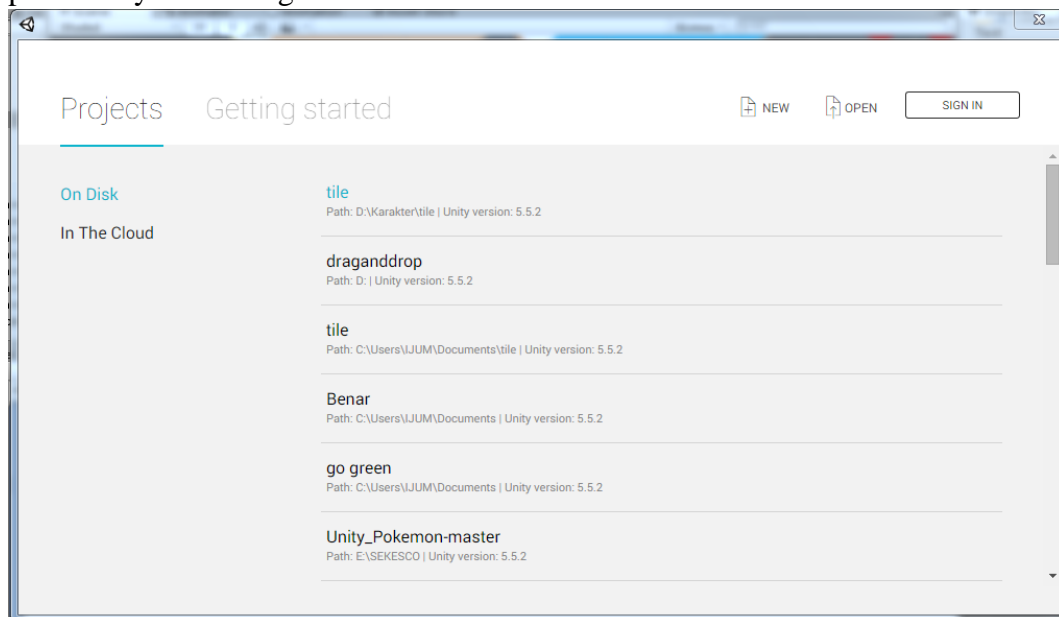 Projects Getting started NEW OPEN SIGN IN
On Disk
In The Cloud
tile
Path: D:\Karakter\tile | Unity version: 5.5.2
draganddrop
Path: D: | Unity version: 5.5.2
tile
Path: C:\Users\IJUM\Documents\tile | Unity version: 5.5.2
Benar
Path: C:\Users\IJUM\Documents | Unity version: 5.5.2
go green
Path: C:\Users\IJUM\Documents | Unity version: 5.5.2
Unity_Pokemon-master
Path: E:\SEKESCO | Unity version: 5.5.2